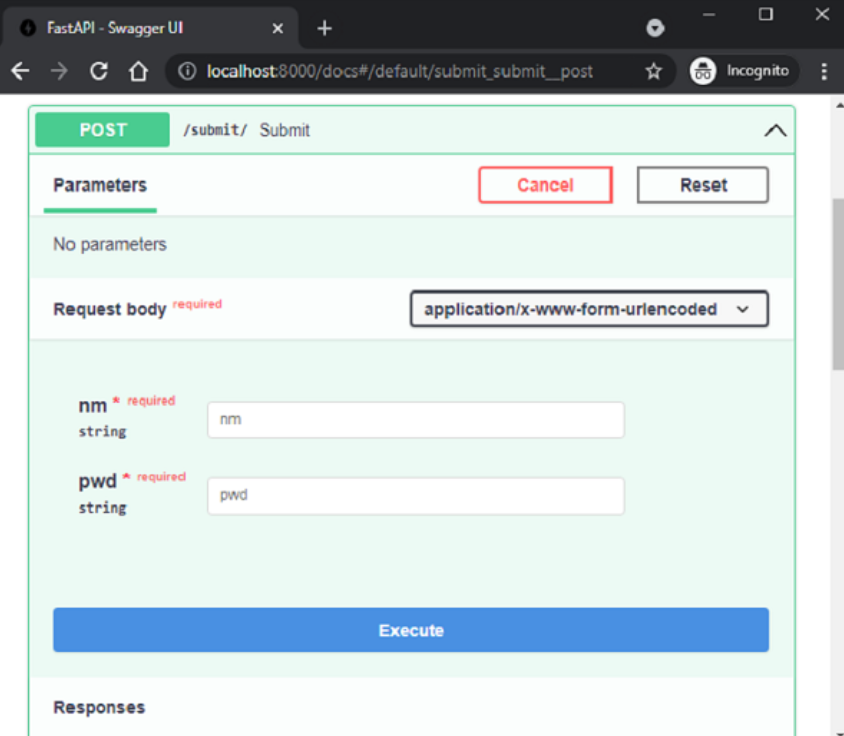 FastAPI - Swagger UI
localhost:8000/docs#/default/submit_submit__post
Incognito
POST /submit/ Submit
Parameters Cancel Reset
No parameters
Request body required application/x-www-form-urlencoded
nm * required
string
nm
pwd * required
string
pwd
Execute
Responses